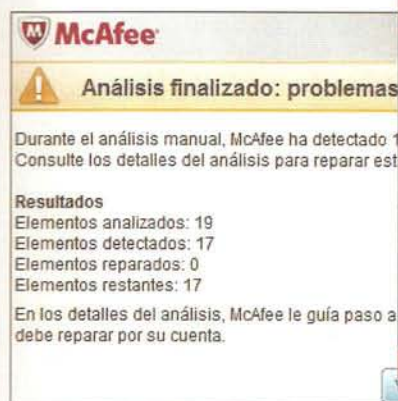 McAfee
Análisis finalizado: problemas
Durante el análisis manual, McAfee ha detectado 1
Consulte los detalles del análisis para reparar est
Resultados
Elementos analizados: 19
Elementos detectados: 17
Elementos reparados: 0
Elementos restantes: 17
En los detalles del análisis, McAfee le guía paso a
debe reparar por su cuenta.